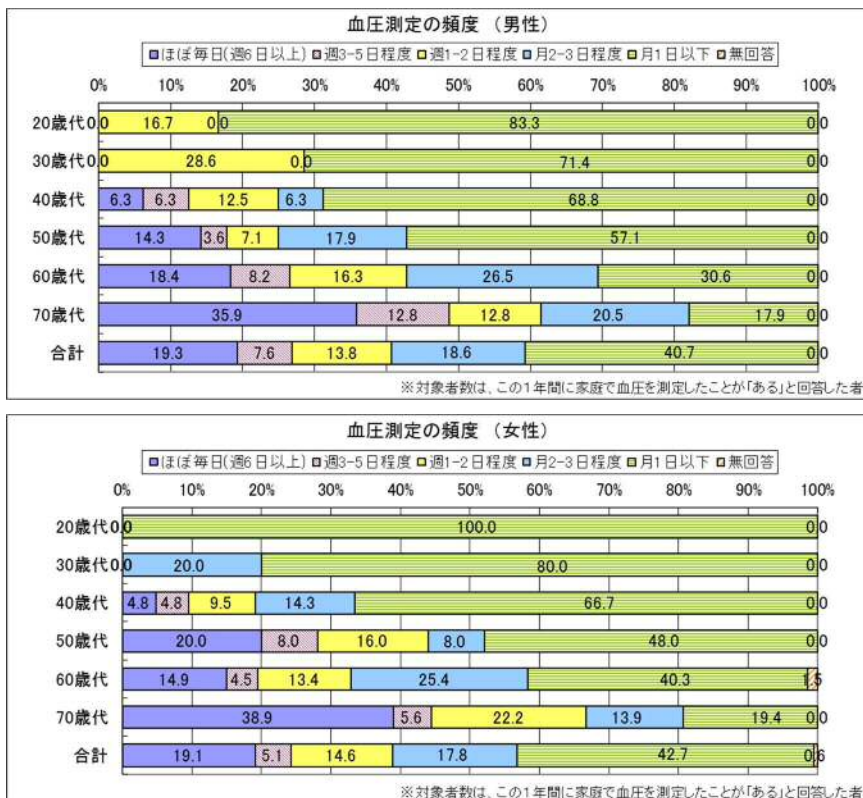 血圧測定の頻度 (男性)
ほぼ毎日(週6日以上) 週3-5日程度 週1-2日程度 月2-3日程度 月1日以下 無回答
0% 10% 20% 30% 40% 50% 60% 70% 80% 90% 100%
20歳代 0.0 16.7 0.0 83.3 0.0
30歳代 0.0 28.6 0.0 71.4 0.0
40歳代 6.3 6.3 12.5 6.3 68.8 0.0
50歳代 14.3 3.6 7.1 17.9 57.1 0.0
60歳代 18.4 8.2 16.3 26.5 30.6 0.0
70歳代 35.9 12.8 12.8 20.5 17.9 0.0
合計 19.3 7.6 13.8 18.6 40.7 0.0
※対象者数は、この1年間に家庭で血圧を測定したことが「ある」と回答した者
血圧測定の頻度 (女性)
ほぼ毎日(週6日以上) 週3-5日程度 週1-2日程度 月2-3日程度 月1日以下 無回答
0% 10% 20% 30% 40% 50% 60% 70% 80% 90% 100%
20歳代 0.0 100.0 0.0
30歳代 0.0 20.0 80.0 0.0
40歳代 4.8 4.8 9.5 14.3 66.7 0.0
50歳代 20.0 8.0 16.0 8.0 48.0 0.0
60歳代 14.9 4.5 13.4 25.4 40.3 1.5
70歳代 38.9 5.6 22.2 13.9 19.4 0.0
合計 19.1 5.1 14.6 17.8 42.7 0.6
※対象者数は、この1年間に家庭で血圧を測定したことが「ある」と回答した者